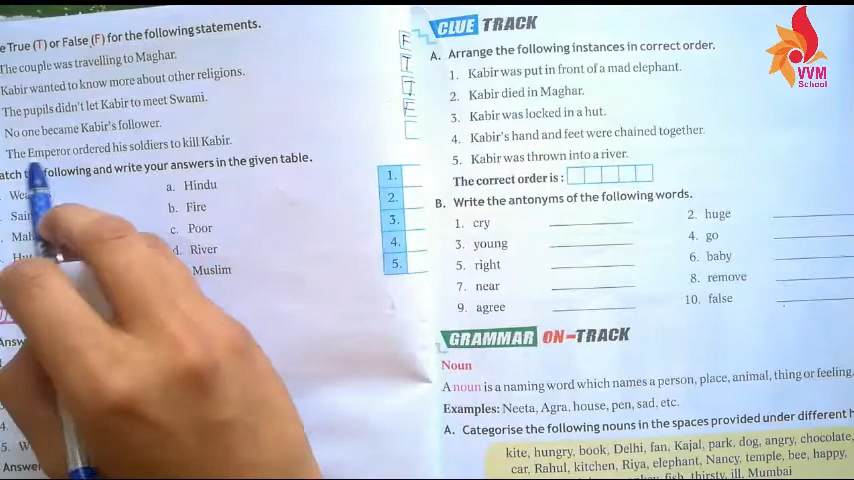 e True (T) or False (F) for the following statements.
The couple was travelling to Maghar.
F
Kabir wanted to know more about other religions.
T
The pupils didn't let Kabir to meet Swami.
T
No one became Kabir's follower.
F
The Emperor ordered his soldiers to kill Kabir.
atch the following and write your answers in the given table.
a. Hindu
1.
b. Fire
2.
c. Poor
3.
d. River
4.
Muslim
5.
Answ
4.
5. W
Answer
CLUE TRACK
A. Arrange the following instances in correct order.
1. Kabir was put in front of a mad elephant.
2. Kabir died in Maghar.
3. Kabir was locked in a hut.
4. Kabir's hand and feet were chained together.
5. Kabir was thrown into a river.
The correct order is :
B. Write the antonyms of the following words.
1. cry
2. huge
3. young
4. go
5. right
6. baby
7. near
8. remove
9. agree
10. false
GRAMMAR ON-TRACK
Noun
A noun is a naming word which names a person, place, animal, thing or feeling.
Examples: Neeta, Agra, house, pen, sad, etc.
A. Categorise the following nouns in the spaces provided under different h
kite, hungry, book, Delhi, fan, Kajal, park, dog, angry, chocolate,
car, Rahul, kitchen, Riya, elephant, Nancy, temple, bee, happy,
fish, thirsty, ill, Mumbai
VVM
School